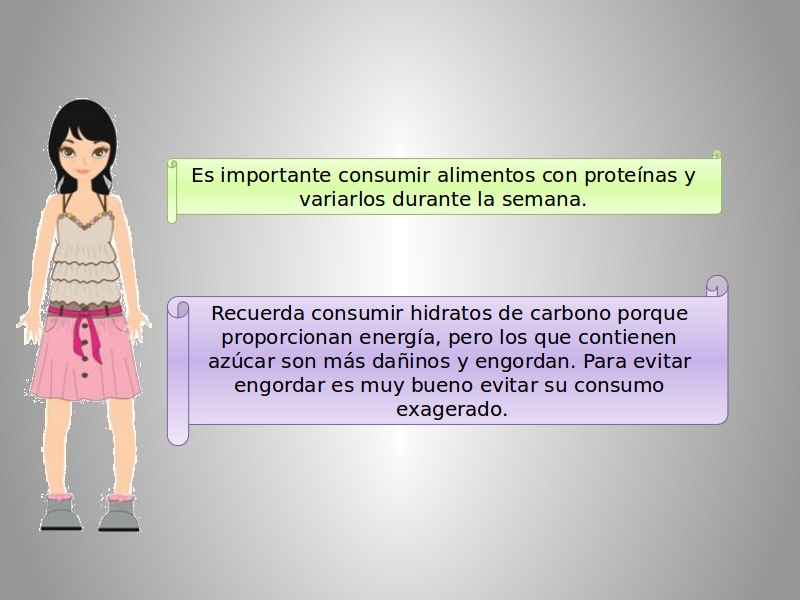 Es importante consumir alimentos con proteínas y
variarlos durante la semana.
Recuerda consumir hidratos de carbono porque
proporcionan energía, pero los que contienen
azúcar son más dañinos y engordan. Para evitar
engordar es muy bueno evitar su consumo
exagerado.